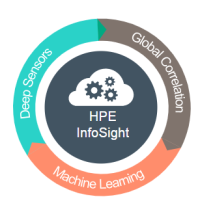 Deep Sensors
Global Correlation
HPE
InfoSight
Machine Learning